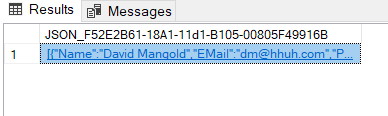 Results Messages
JSON_F52E2B61-18A1-11d1-B105-00805F49916B
1 [{"Name":"David Mangold","EMail":"dm@hhuh.com","P...